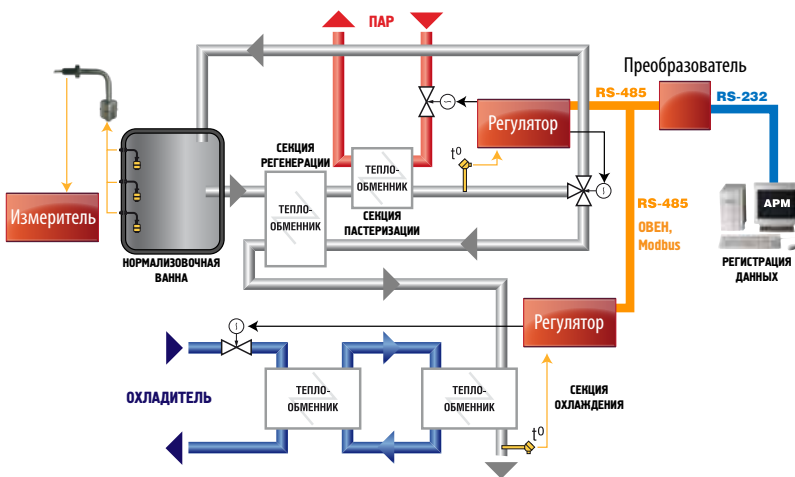 ПАР
Преобразователь
RS-485
RS-232
Регулятор
t⁰
СЕКЦИЯ
РЕГЕНЕРАЦИИ
ТЕПЛО-
ОБМЕННИК
СЕКЦИЯ
ПАСТЕРИЗАЦИИ
ТЕПЛО-
ОБМЕННИК
Измеритель
НОРМАЛИЗОВОЧНАЯ
ВАННА
RS-485
ОВЕН,
Modbus
АРМ
РЕГИСТРАЦИЯ
ДАННЫХ
Регулятор
ОХЛАДИТЕЛЬ
ТЕПЛО-
ОБМЕННИК
ТЕПЛО-
ОБМЕННИК
СЕКЦИЯ
ОХЛАЖДЕНИЯ
t⁰